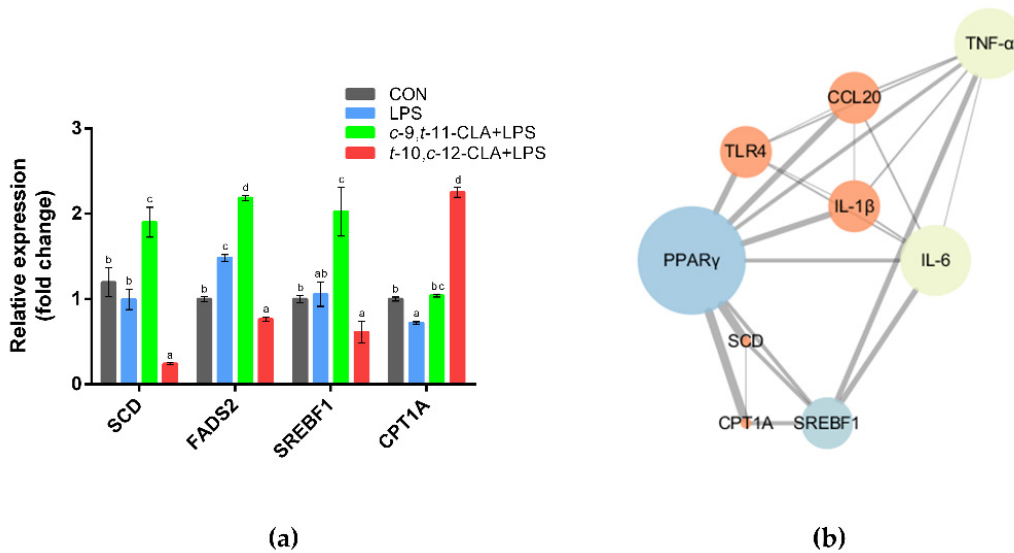 CON
LPS
c-9,t-11-CLA+LPS
t-10,c-12-CLA+LPS
Relative expression
(fold change)
3
2
1
0
b
b
c
a
b
c
d
a
b
ab
c
a
b
a
bc
d
SCD
FADS2
SREBF1
CPT1A
(a)
TNF-α
CCL20
TLR4
IL-1β
PPARγ
IL-6
SCD
CPT1A
SREBF1
(b)